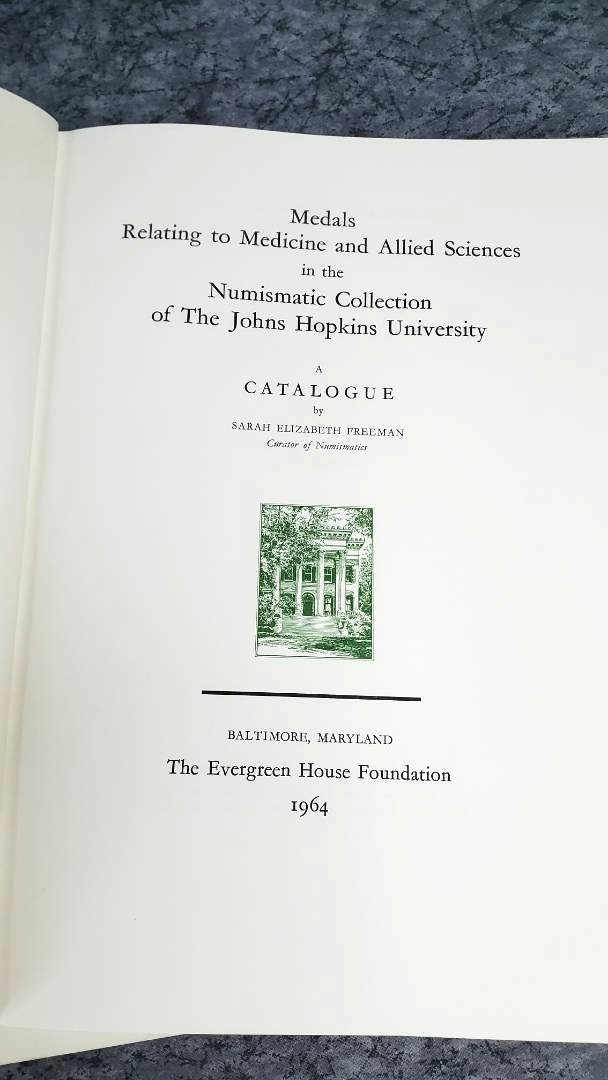 Medals
Relating to Medicine and Allied Sciences
in the
Numismatic Collection
of The Johns Hopkins University
A
CATALOGUE
by
SARAH ELIZABETH FREEMAN
Curator of Numismatics
BALTIMORE, MARYLAND
The Evergreen House Foundation
1964